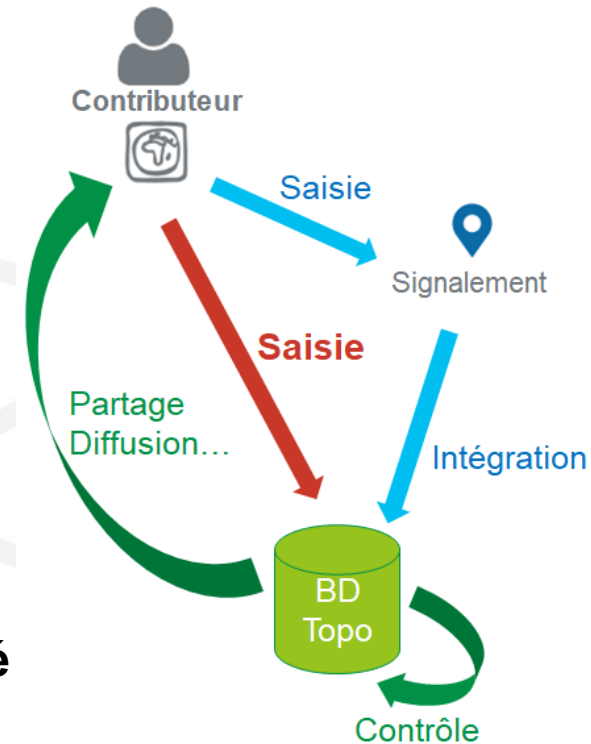 Contributeur
Saisie
Signalement
Saisie
Partage
Diffusion…
Intégration
BD
Topo
é
Contrôle